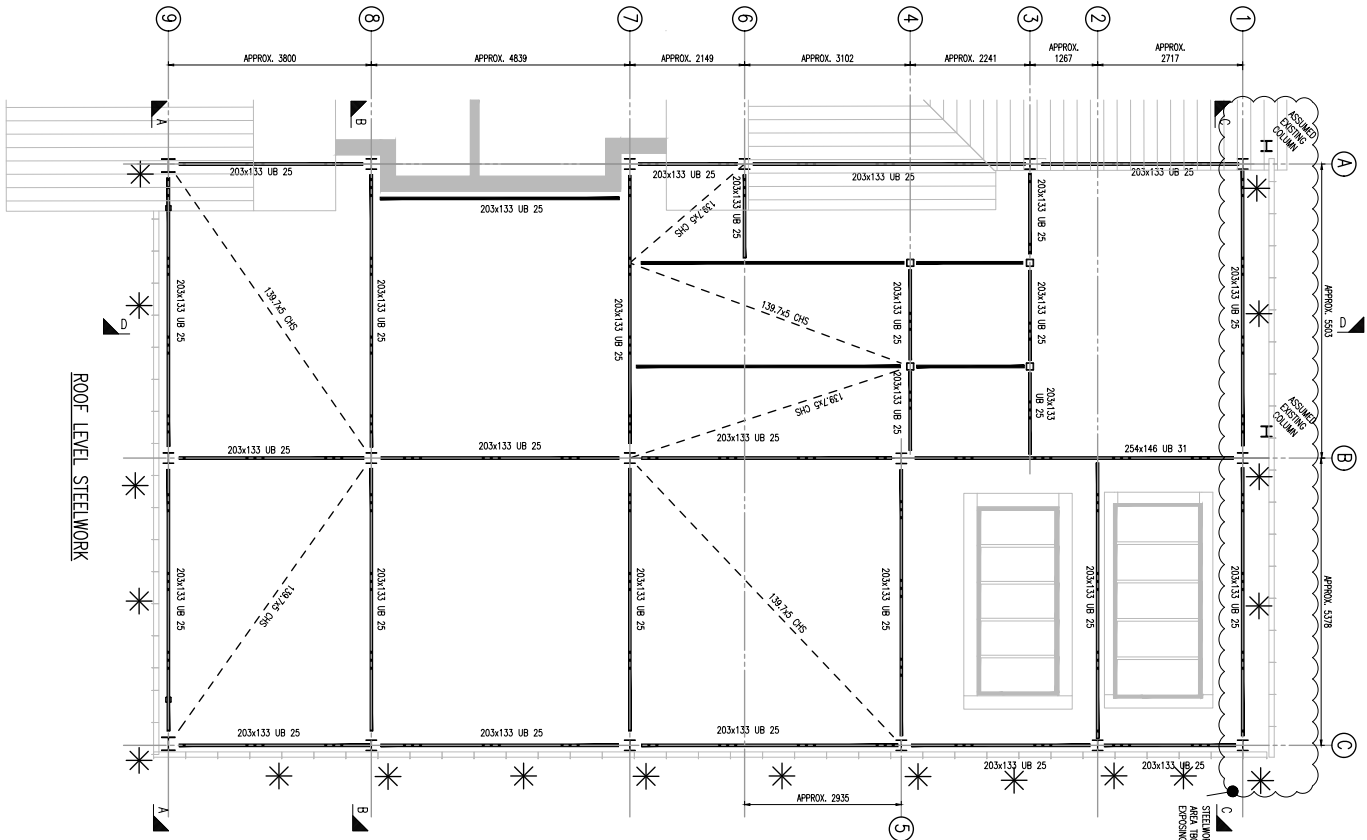 9
8
7
6
4
3
2
1
APPROX. 3800
APPROX. 4839
APPROX. 2149
APPROX. 3102
APPROX. 2241
APPROX.
1267
APPROX.
2717
A
B
C
ASSUMED
EXISTING
COLUMN
A
203x133 UB 25
203x133 UB 25
203x133 UB 25
203x133 UB 25
203x133 UB 25
203x133 UB 25
203x133 UB 25
139.7x5 CHS
203x133 UB 25
203x133 UB 25
139.7x5 CHS
203x133 UB 25
203x133 UB 25
139.7x5 CHS
203x133 UB 25
203x133 UB 25
203x133 UB 25
APPROX. 5503
D
D
203x133 UB 25
203x133
UB 25
139.7x5 CHS
ASSUMED
EXISTING
COLUMN
203x133 UB 25
203x133 UB 25
203x133 UB 25
254x146 UB 31
B
ROOF LEVEL STEELWORK
203x133 UB 25
139.7x5 CHS
203x133 UB 25
203x133 UB 25
139.7x5 CHS
203x133 UB 25
203x133 UB 25
203x133 UB 25
APPROX. 5378
203x133 UB 25
203x133 UB 25
203x133 UB 25
203x133 UB 25
203x133 UB 25
C
A
B
APPROX. 2935
5
C
AREA